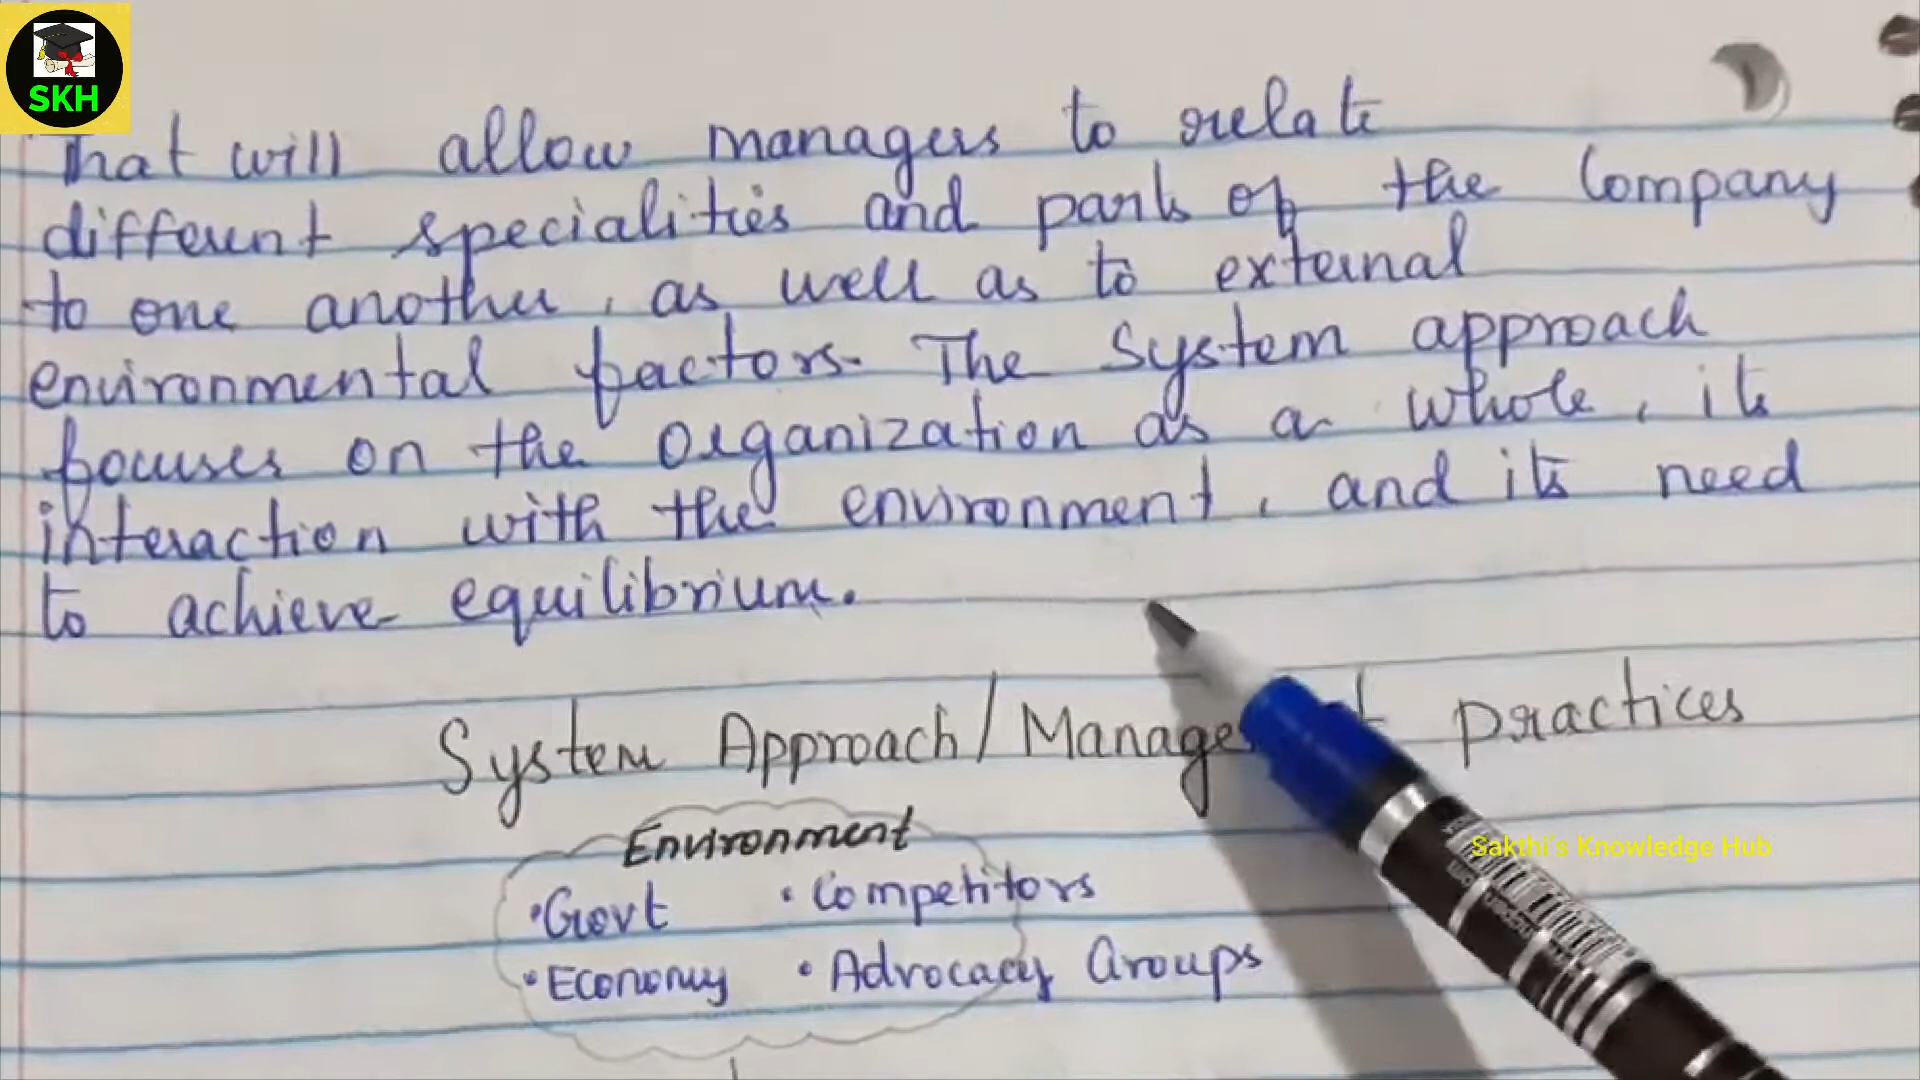 SKH
That will allow managers to relate
different specialities and parts of the Company
to one another, as well as to external
environmental factors. The System approach
focuses on the organization as a whole, its
interaction with the environment, and its need
to achieve equilibrium.
System Approach/Manage t practices
Environment
• Govt • Competitors
• Economy • Advocacy Groups
Sakthi's Knowledge Hub